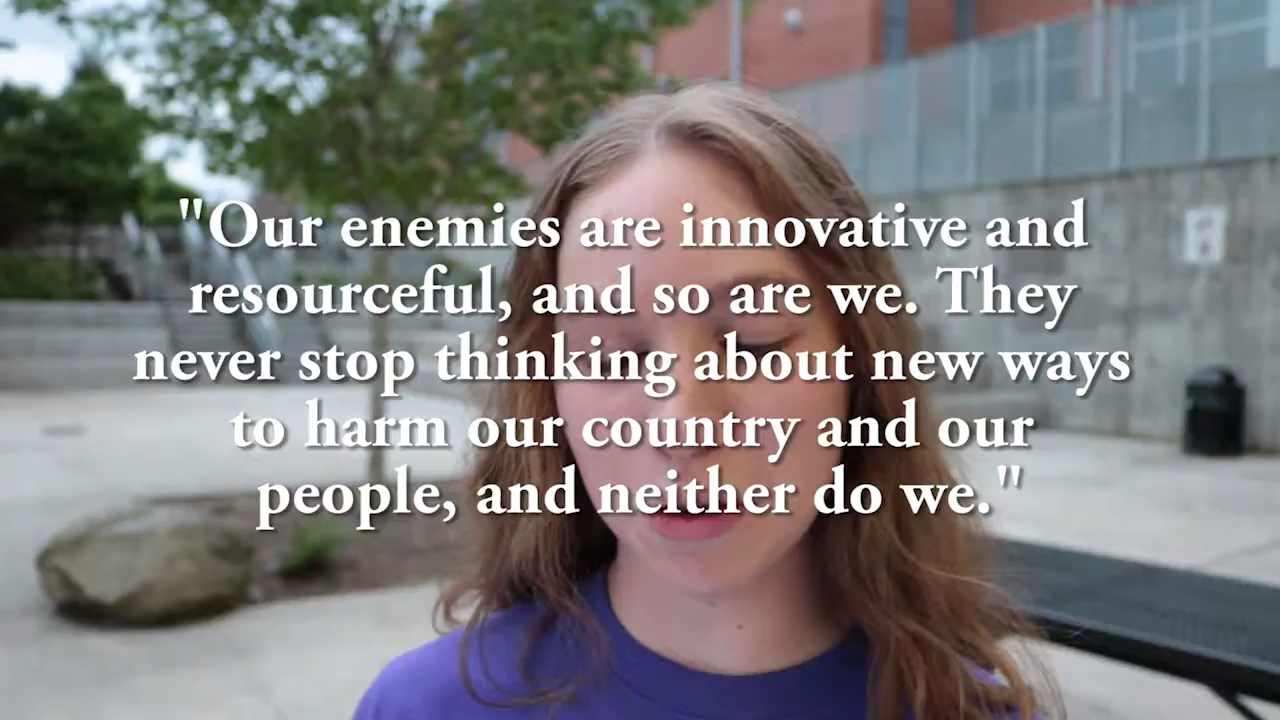 "Our enemies are innovative and
resourceful, and so are we. They
never stop thinking about new ways
to harm our country and our
people, and neither do we."